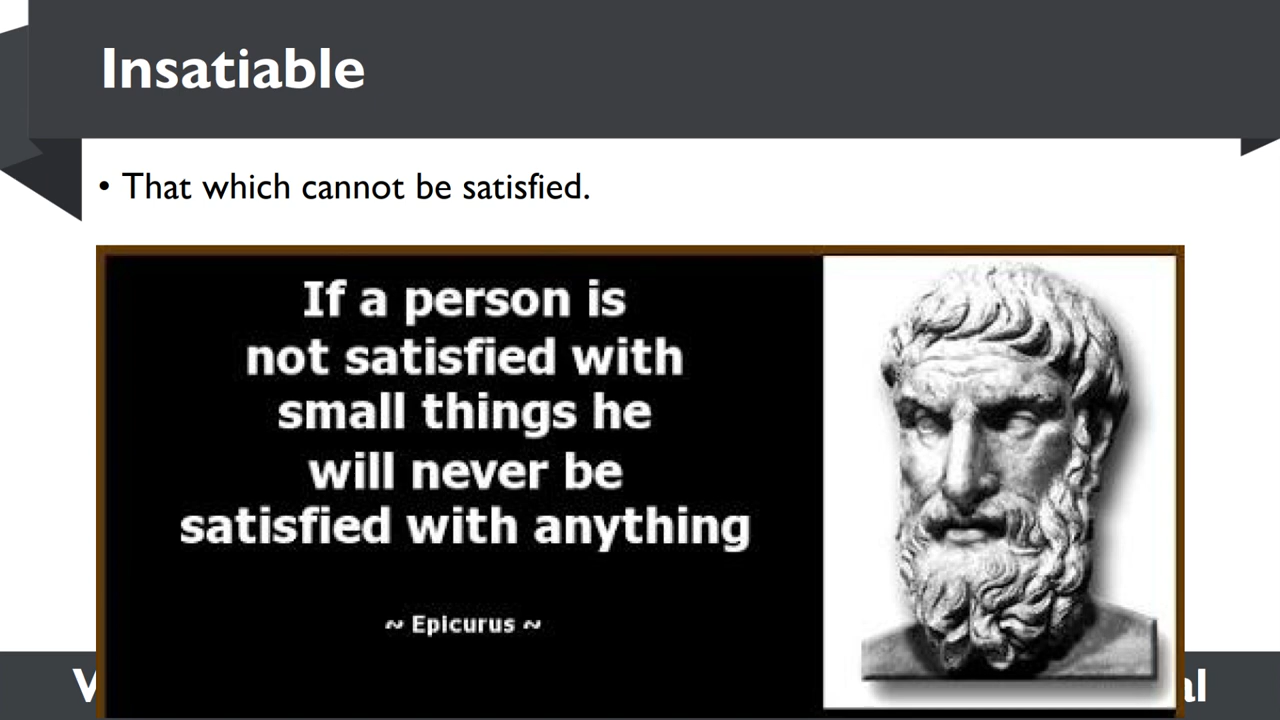 Insatiable
• That which cannot be satisfied.
If a person is
not satisfied with
small things he
will never be
satisfied with anything
~ Epicurus ~